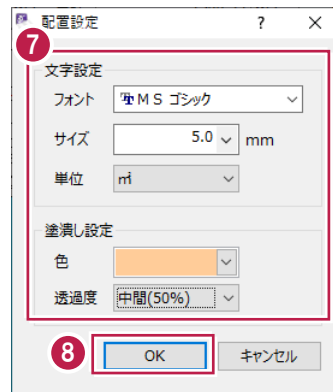 配置設定 ? ×
7
文字設定
フォント MS ゴシック
サイズ 5.0 mm
単位 ㎡
塗潰し設定
色
透過度 中間(50%)
8 OK キャンセル